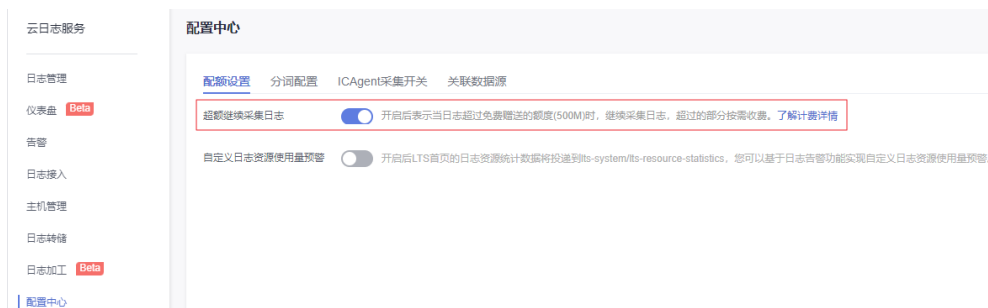 云日志服务
配置中心
日志管理
仪表盘 Beta
告警
日志接入
主机管理
日志转储
日志加工 Beta
配置中心
配额设置 分词配置 ICAgent采集开关 关联数据源
超额继续采集日志 开启后表示当日志超过免费赠送的额度(500M)时，继续采集日志，超过的部分按需收费。了解计费详情
自定义日志资源使用量预警 开启后LTS首页的日志资源统计数据将投递到lts-system/lts-resource-statistics，您可以基于日志告警功能实现自定义日志资源使用量预警